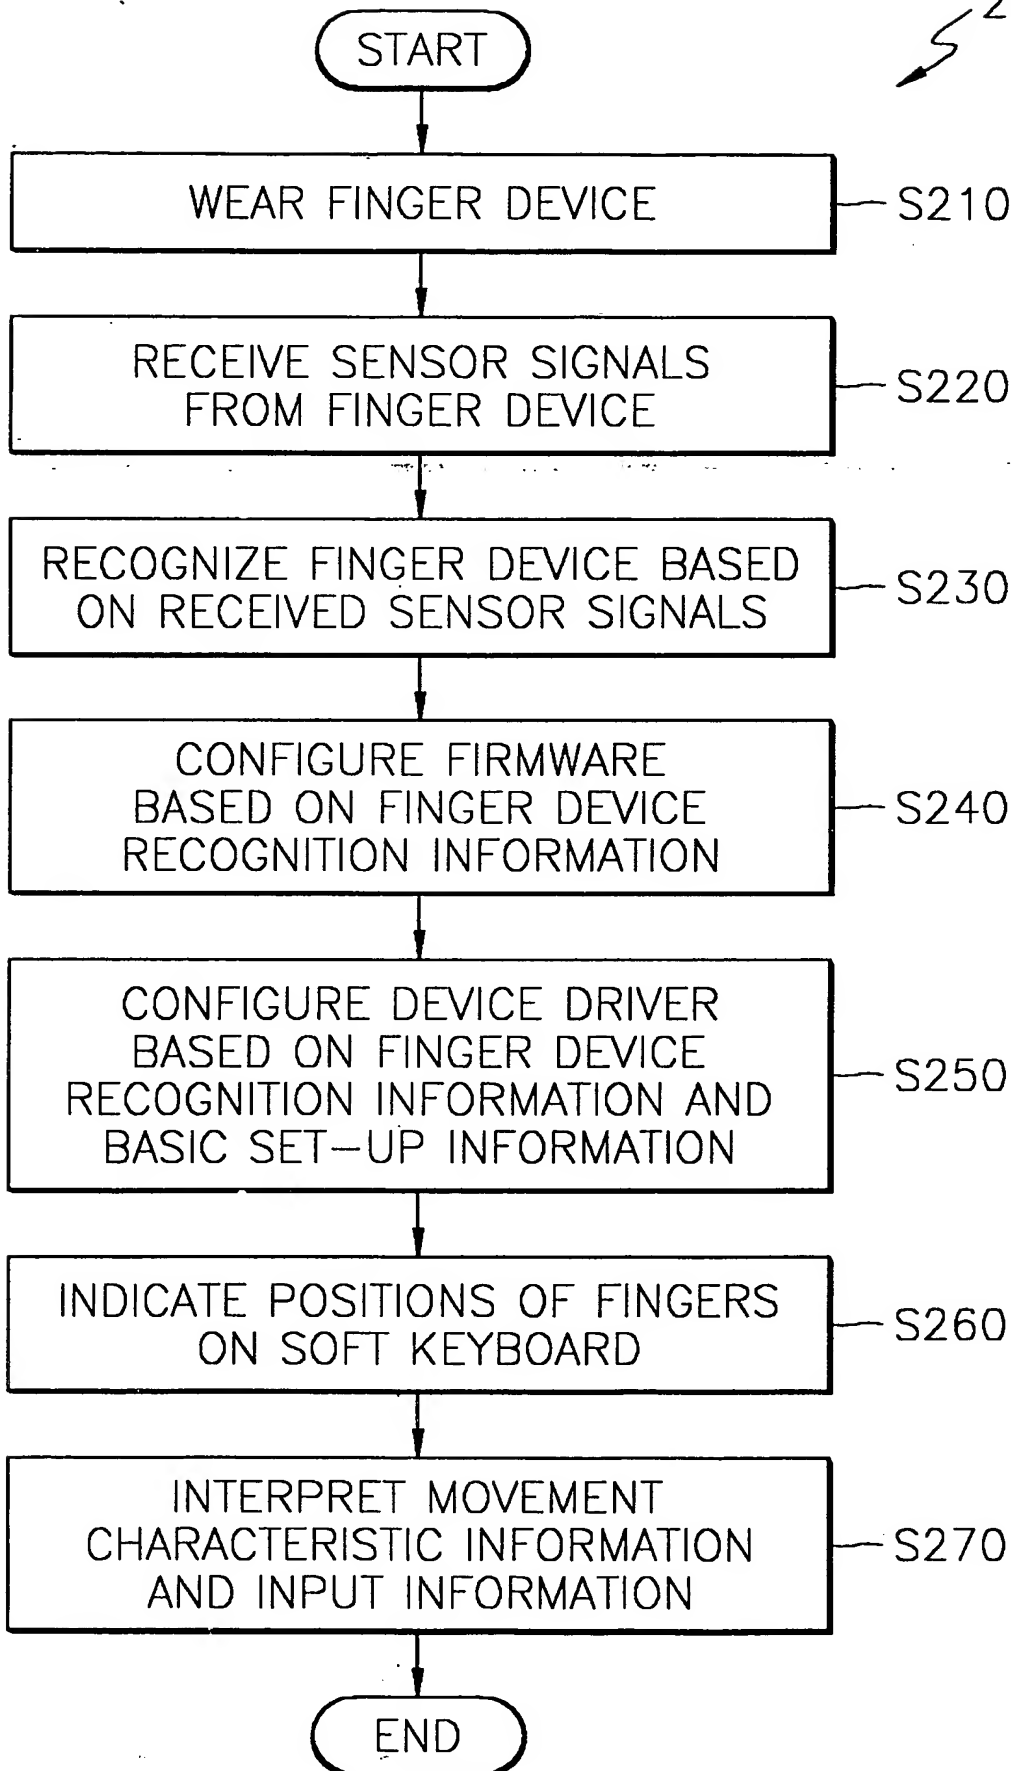 START
WEAR FINGER DEVICE
S210
RECEIVE SENSOR SIGNALS
FROM FINGER DEVICE
S220
RECOGNIZE FINGER DEVICE BASED
ON RECEIVED SENSOR SIGNALS
S230
CONFIGURE FIRMWARE
BASED ON FINGER DEVICE
RECOGNITION INFORMATION
S240
CONFIGURE DEVICE DRIVER
BASED ON FINGER DEVICE
RECOGNITION INFORMATION AND
BASIC SET-UP INFORMATION
S250
INDICATE POSITIONS OF FINGERS
ON SOFT KEYBOARD
S260
INTERPRET MOVEMENT
CHARACTERISTIC INFORMATION
AND INPUT INFORMATION
S270
END